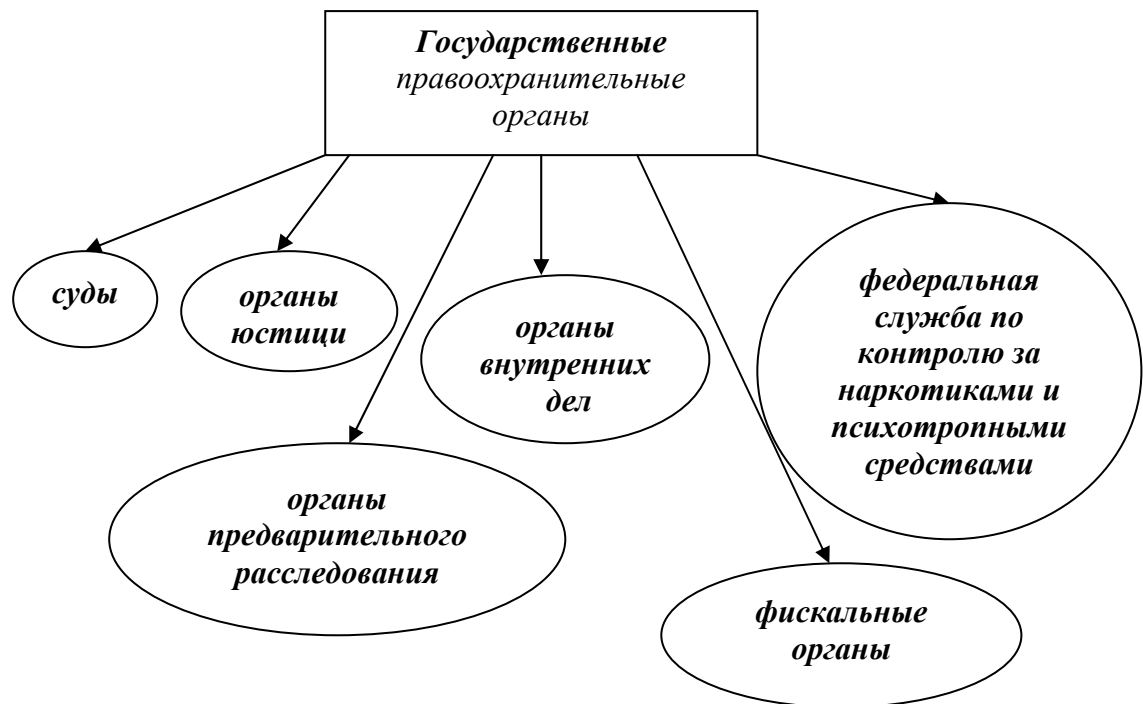 Государственные
правоохранительные
органы
суды
органы
юстици
органы
внутренних
дел
федеральная
служба по
контролю за
наркотиками и
психотропными
средствами
органы
предварительного
расследования
фискальные
органы